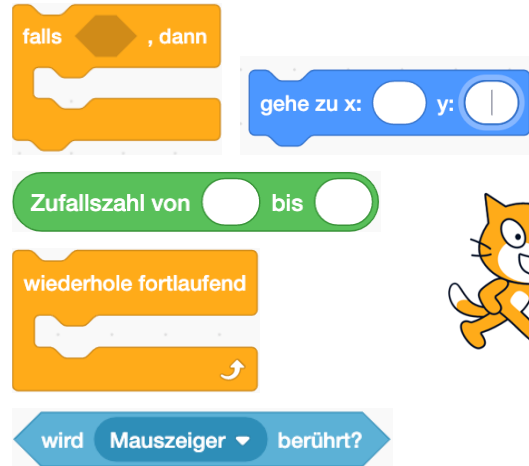 falls , dann
gehe zu x: y:
Zufallszahl von bis
wiederhole fortlaufend
wird Mauszeiger berührt?